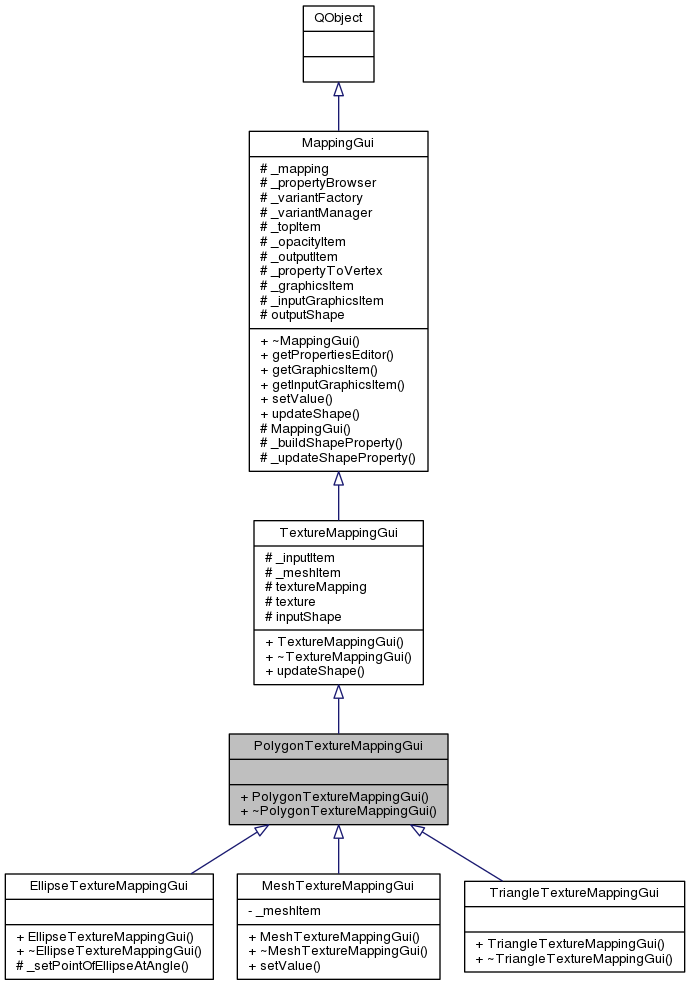 QObject
MappingGui
# _mapping
# _propertyBrowser
# _variantFactory
# _variantManager
# _topItem
# _opacityItem
# _outputItem
# _propertyToVertex
# _graphicsItem
# _inputGraphicsItem
# outputShape
+ ~MappingGui()
+ getPropertiesEditor()
+ getGraphicsItem()
+ getInputGraphicsItem()
+ setValue()
+ updateShape()
# MappingGui()
# _buildShapeProperty()
# _updateShapeProperty()
TextureMappingGui
# _inputItem
# _meshItem
# textureMapping
# texture
# inputShape
+ TextureMappingGui()
+ ~TextureMappingGui()
+ updateShape()
PolygonTextureMappingGui
+ PolygonTextureMappingGui()
+ ~PolygonTextureMappingGui()
EllipseTextureMappingGui
+ EllipseTextureMappingGui()
+ ~EllipseTextureMappingGui()
# _setPointOfEllipseAtAngle()
MeshTextureMappingGui
- _meshItem
+ MeshTextureMappingGui()
+ ~MeshTextureMappingGui()
+ setValue()
TriangleTextureMappingGui
+ TriangleTextureMappingGui()
+ ~TriangleTextureMappingGui()